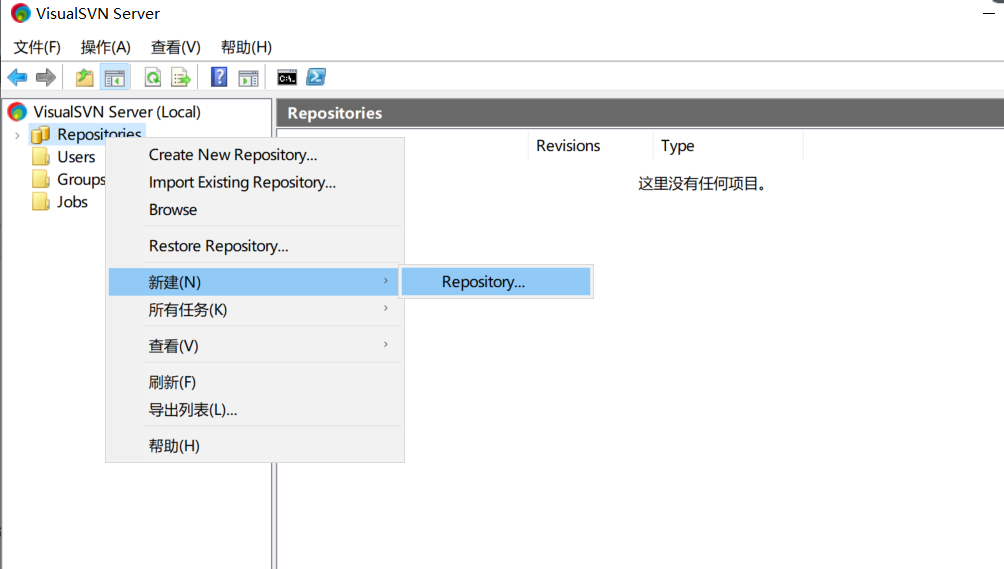 VisualSVN Server
文件(F) 操作(A) 查看(V) 帮助(H)
VisualSVN Server (Local)
Repositories
Users
Groups
Jobs
Repositories
Revisions Type
这里没有任何项目。
Create New Repository...
Import Existing Repository...
Browse
Restore Repository...
新建(N)
Repository...
所有任务(K)
查看(V)
刷新(F)
导出列表(L)...
帮助(H)